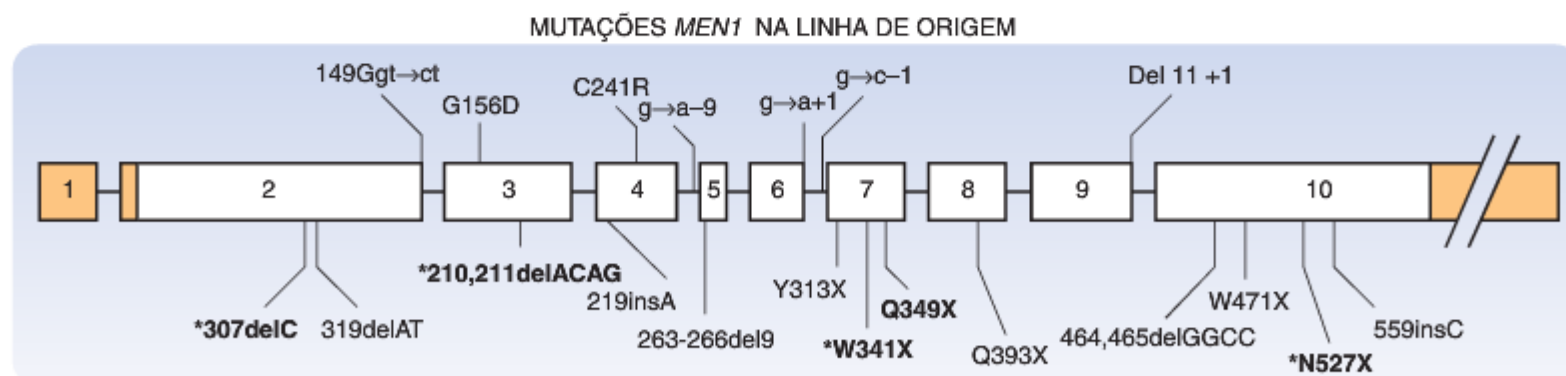 MUTAÇÕES MEN1 NA LINHA DE ORIGEM
149Ggt→ct
G156D
C241R
g→a–9
g→a+1
g→c–1
Del 11 +1
1
2
3
4
5
6
7
8
9
10
*307delC
319delAT
*210,211delACAG
219insA
263-266del9
Y313X
*W341X
Q349X
Q393X
464,465delGGCC
W471X
*N527X
559insC